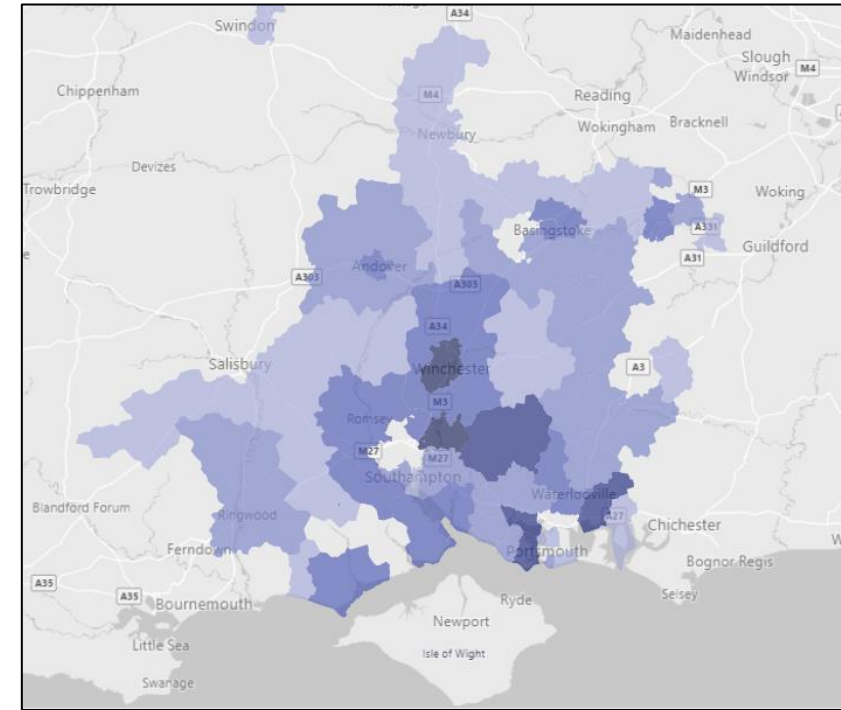 A34
Swindon
Maidenhead
Slough
M4
Windsor
Chippenham
M4
Reading
Newbury
Wokingham
Bracknell
Devizes
Trowbridge
M3
Woking
Basingstoke
A331
Andover
Guildford
A303
A31
A303
A34
Salisbury
Winchester
A3
M3
Romsey
M27
M27
Southampton
Waterlooville
Blandford Forum
Ringwood
A27
Chichester
Ferndown
Portsmouth
Bognor Regis
A35
A35
Bournemouth
Ryde
Selsey
Newport
Little Sea
Isle of Wight
Swanage